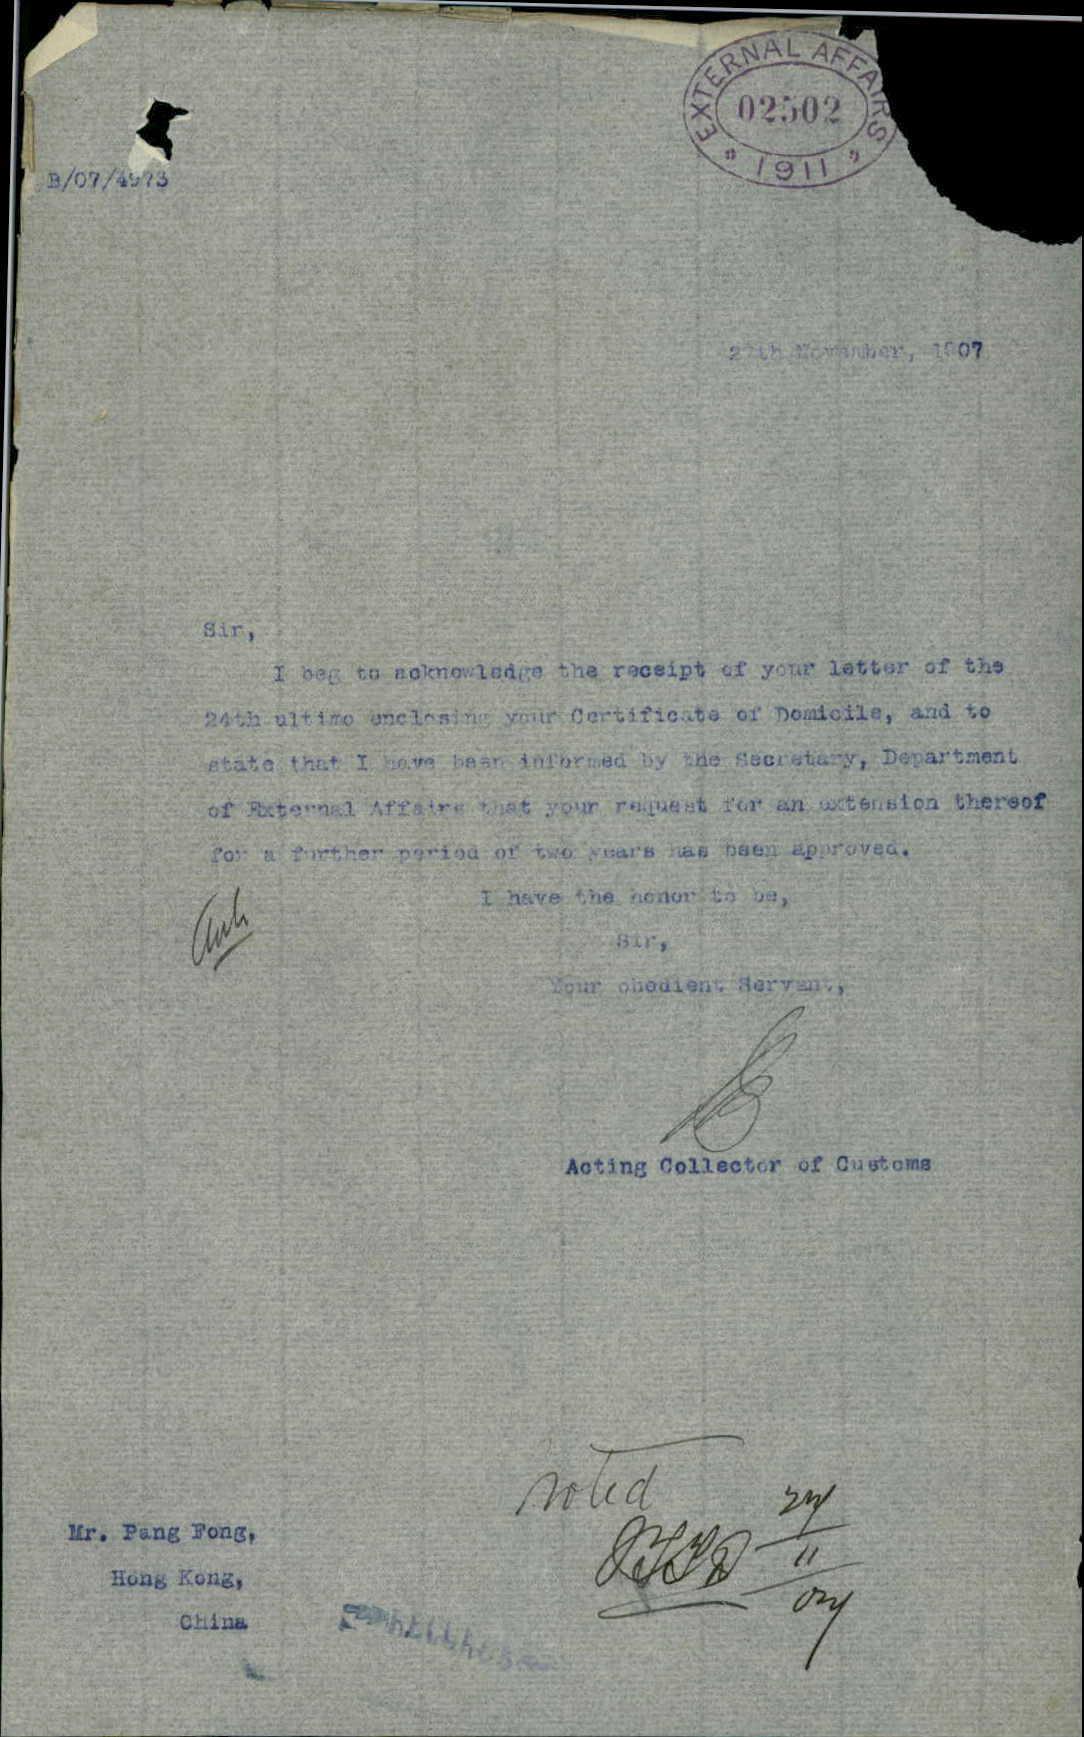 EXTERNAL AFFAIRS
02502
" 1911 "
B/07/4973
27th November, 1907
Sir,
I beg to acknowledge the receipt of your letter of the
24th ultimo enclosing your Certificate of Domicile, and to
state that I have been informed by the Secretary, Department
of External Affairs that your request for an extension thereof
for a further period of two years has been approved.
I have the honor to be,
Sir,
Your obedient Servant,
Acting Collector of Customs
noted
27
11
07
Mr. Pang Fong,
Hong Kong,
China